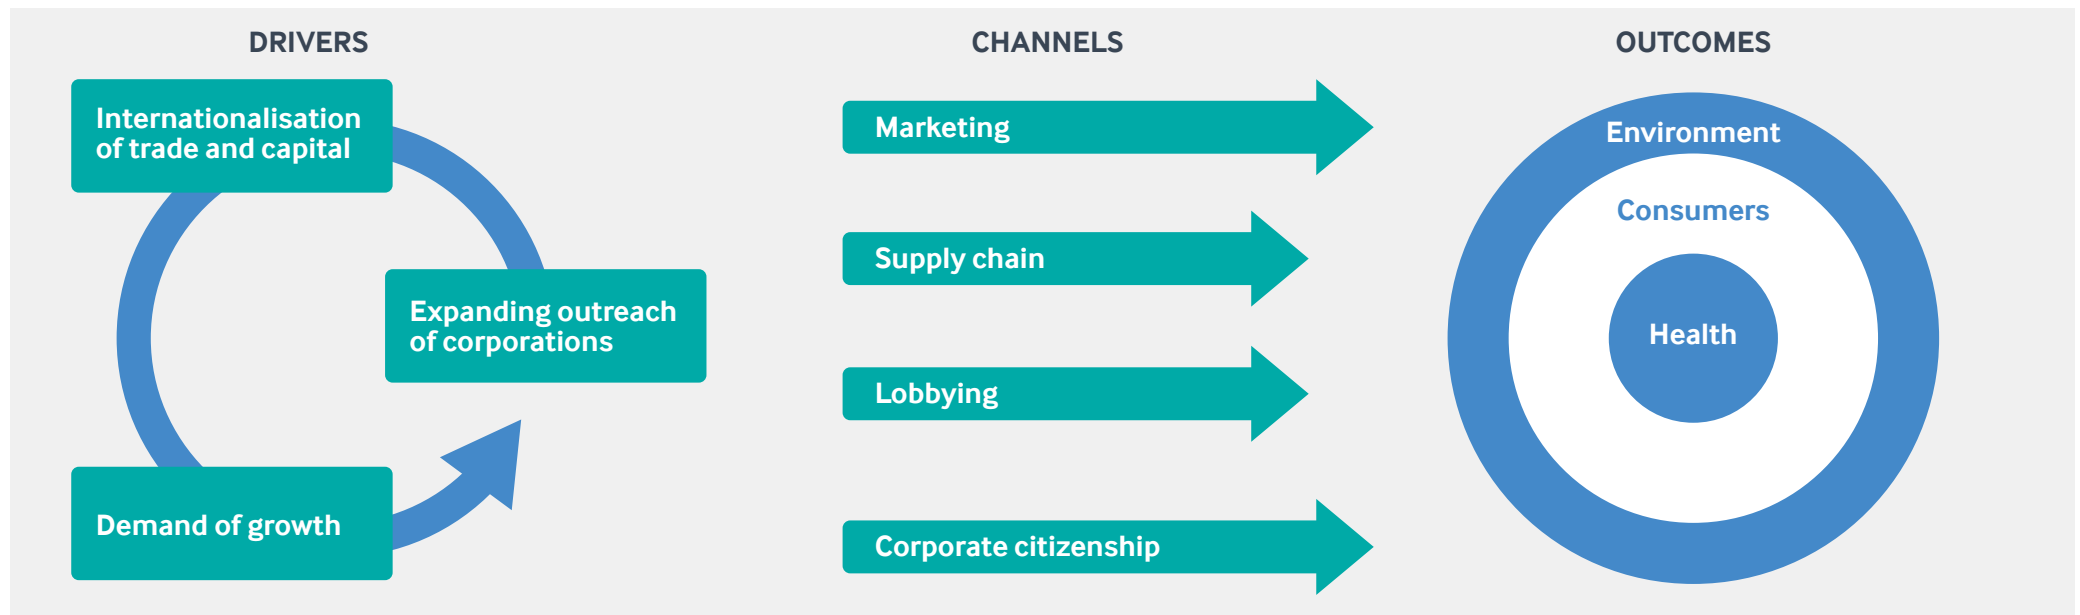 DRIVERS
Internationalisation
of trade and capital
Expanding outreach
of corporations
Demand of growth
CHANNELS
Marketing
Supply chain
Lobbying
Corporate citizenship
OUTCOMES
Environment
Consumers
Health